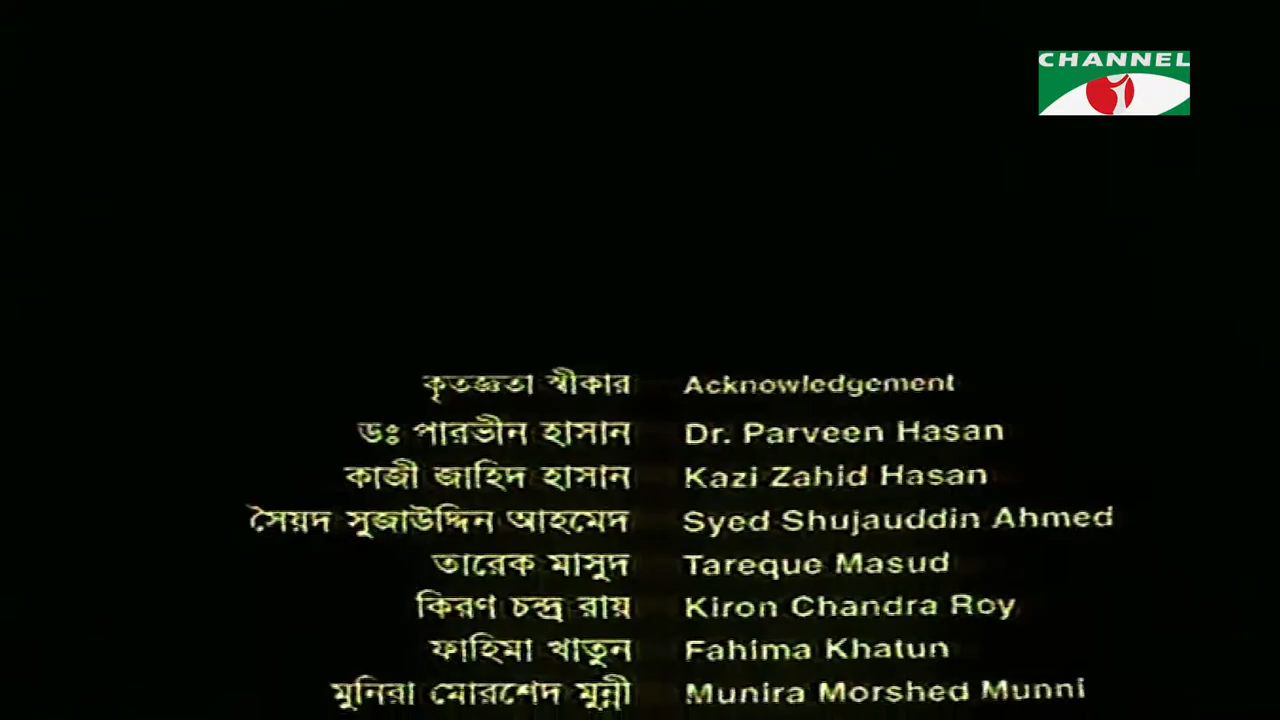 CHANNEL
কৃতজ্ঞতা স্বীকার Acknowledgement
ডঃ পারভীন হাসান Dr. Parveen Hasan
কাজী জাহিদ হাসান Kazi Zahid Hasan
সৈয়দ সুজাউদ্দিন আহমেদ Syed Shujauddin Ahmed
তারেক মাসুদ Tareque Masud
কিরণ চন্দ্র রায় Kiron Chandra Roy
ফাহিমা খাতুন Fahima Khatun
মুনিরা মোরশেদ মুন্নী Munira Morshed Munni